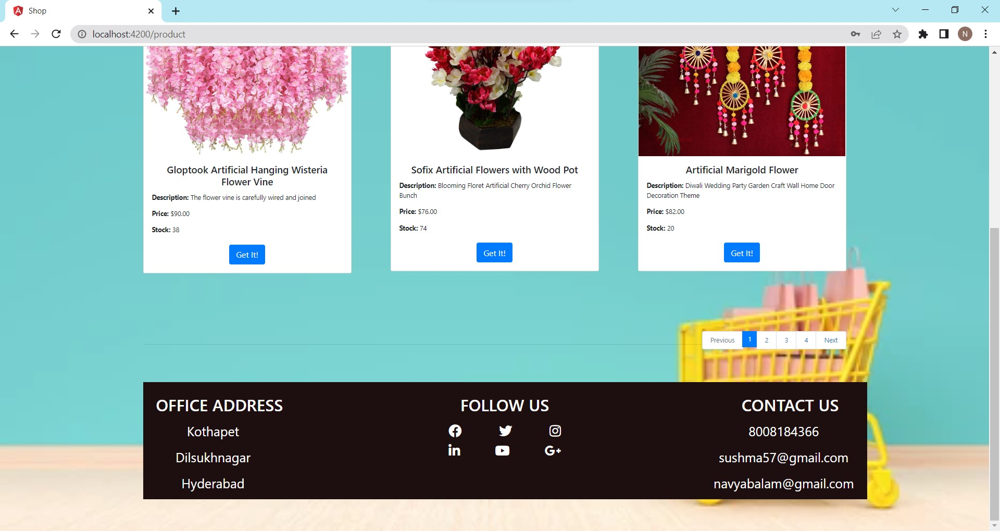 Shop
localhost:4200/product
N
Gloptook Artificial Hanging Wisteria
Flower Vine
Description: The flower vine is carefully wired and joined
Price: $90.00
Stock: 38
Get It!
Sofix Artificial Flowers with Wood Pot
Description: Blooming Floret Artificial Cherry Orchid Flower
Bunch
Price: $76.00
Stock: 74
Get It!
Artificial Marigold Flower
Description: Diwali Wedding Party Garden Craft Wall Home Door
Decoration Theme
Price: $82.00
Stock: 20
Get It!
Previous 1 2 3 4 Next
OFFICE ADDRESS
Kothapet
Dilsukhnagar
Hyderabad
FOLLOW US
CONTACT US
8008184366
sushma57@gmail.com
navyabalam@gmail.com